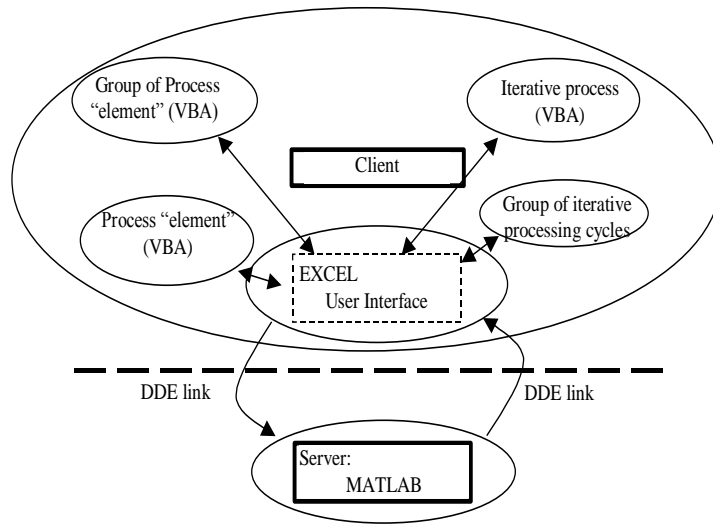 Group of Process
“element” (VBA)
Iterative process
(VBA)
Client
Process “element”
(VBA)
Group of iterative
processing cycles
EXCEL
User Interface
DDE link
DDE link
Server:
MATLAB